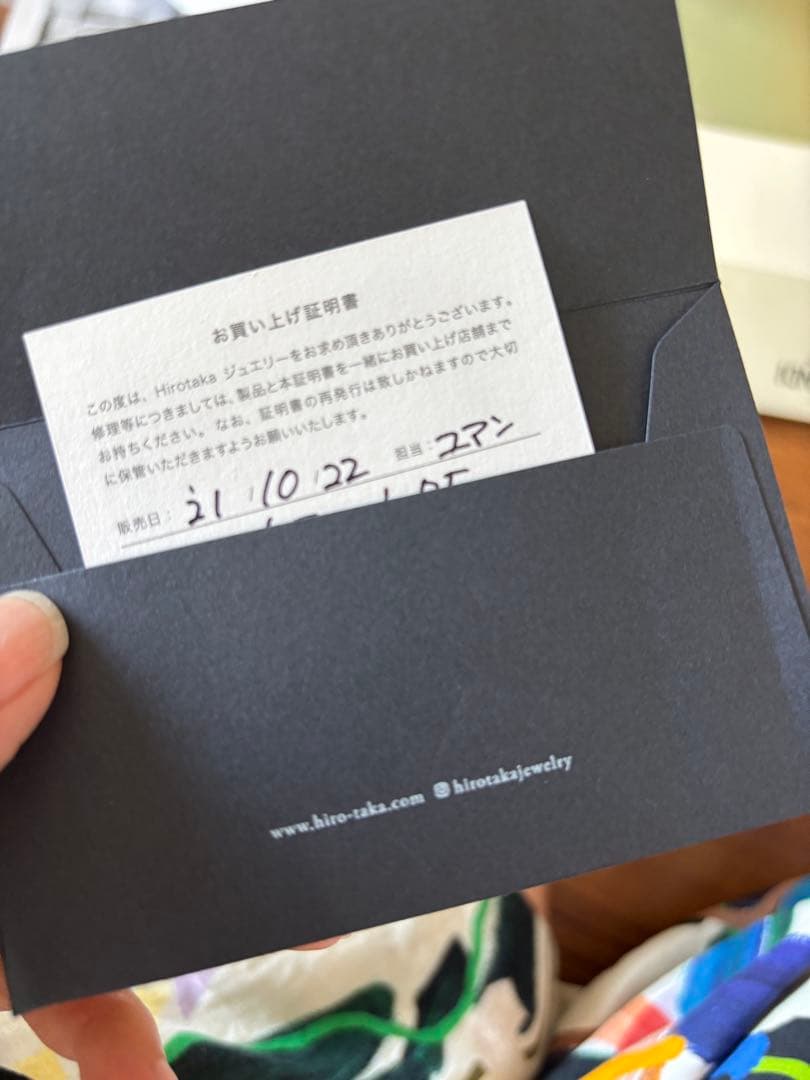 お買い上げ証明書
この度は、Hirotaka ジュエリーをお求め頂きありがとうございます。
修理等につきましては、製品と本証明書を一緒にお買い上げ店舗まで
お持ちください。なお、証明書の再発行は致しかねますので大切
に保管いただきますようお願いいたします。
販売日: '21 / 10 / 22 担当: ユアン
www.hiro-taka.com @hirotakajewelry